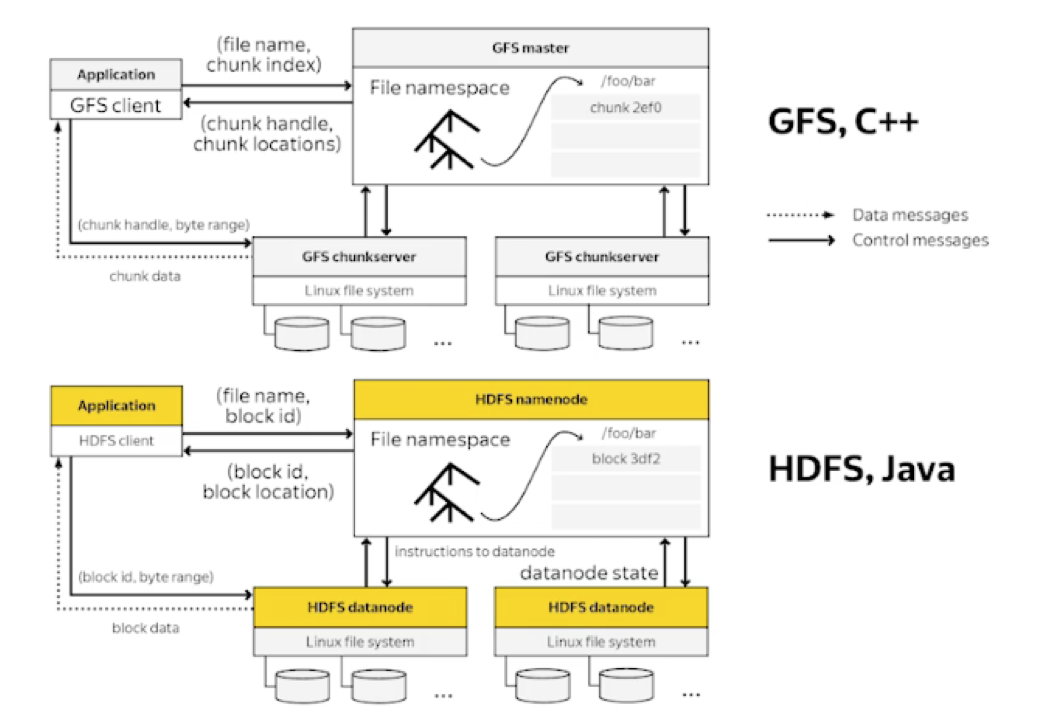 (file name,
chunk index)
GFS master
Application
GFS client
File namespace
/foo/bar
chunk 2ef0
(chunk handle,
chunk locations)
GFS, C++
Data messages
Control messages
(chunk handle, byte range)
chunk data
GFS chunkserver
Linux file system
...
GFS chunkserver
Linux file system
...
(file name,
block id)
HDFS namenode
Application
HDFS client
File namespace
/foo/bar
block 3df2
(block id,
block location)
HDFS, Java
instructions to datanode
datanode state
(block id, byte range)
block data
HDFS datanode
Linux file system
...
HDFS datanode
Linux file system
...